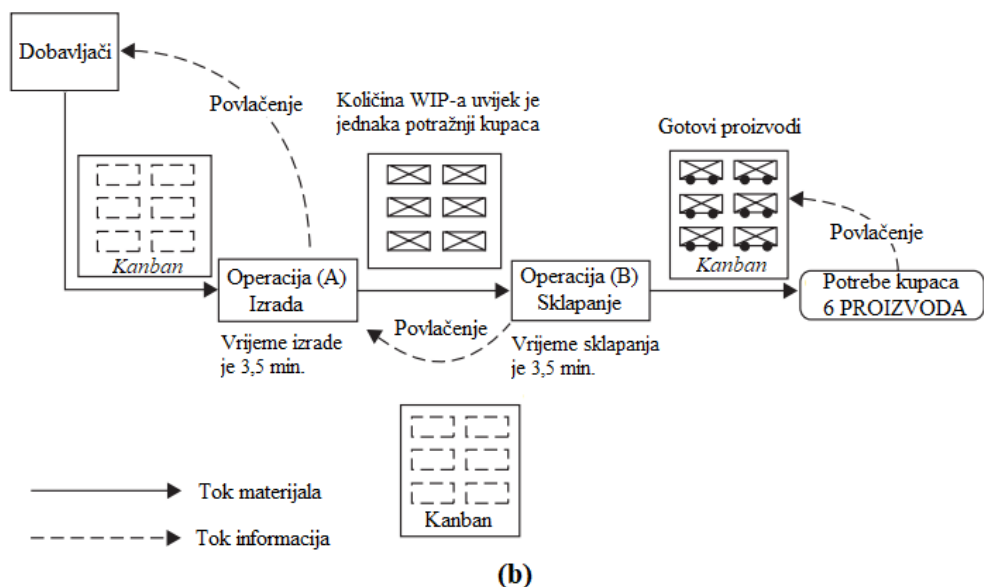 Dobavljači
Povlačenje
Količina WIP-a uvijek je
jednaka potražnji kupaca
Gotovi proizvodi
Kanban
Kanban
Povlačenje
Operacija (A)
Izrada
Operacija (B)
Sklapanje
Potrebe kupaca
6 PROIZVODA
Povlačenje
Vrijeme izrade
je 3,5 min.
Vrijeme sklapanja
je 3,5 min.
Tok materijala
Kanban
Tok informacija
(b)